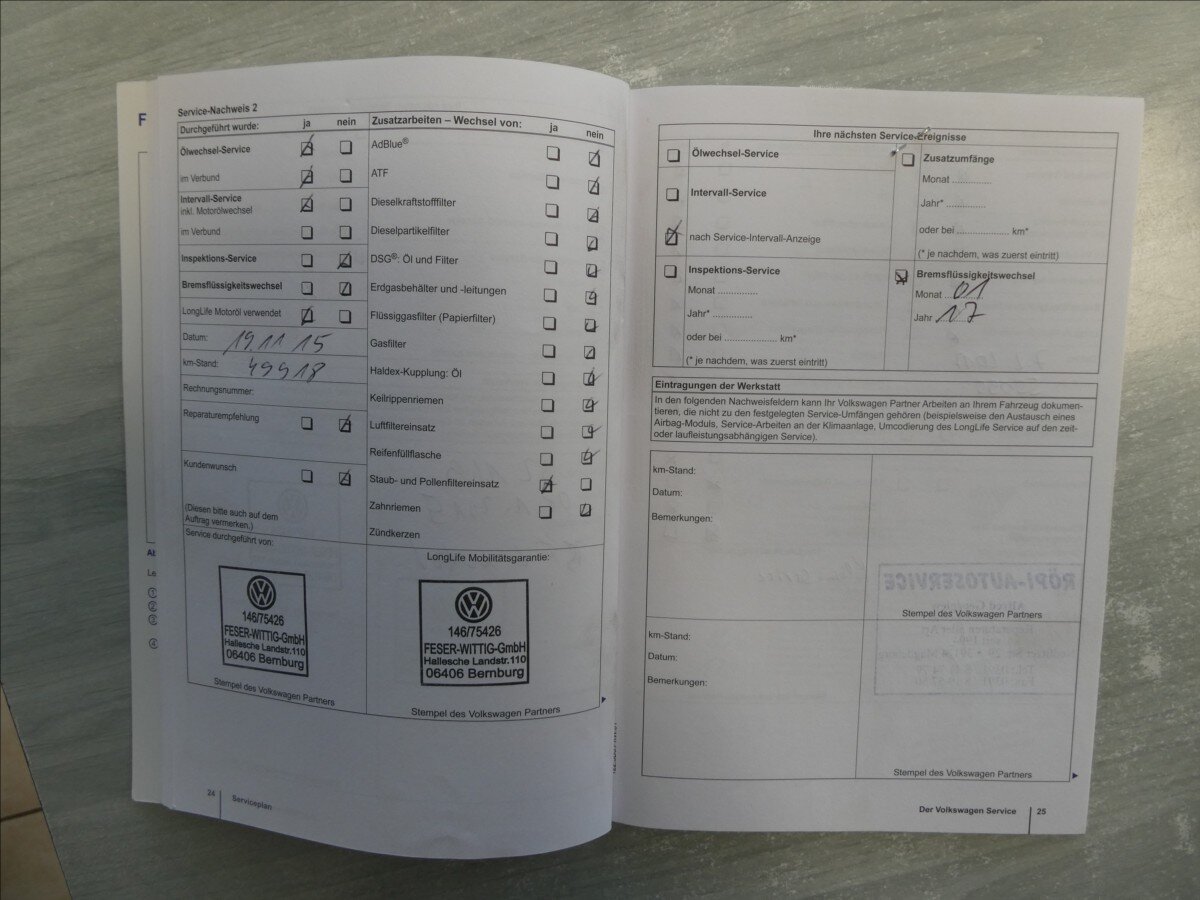 F
Service-Nachweis 2
Durchgeführt wurde: ja nein
Ölwechsel-Service
im Verbund
Intervall-Service
inkl. Motorölwechsel
im Verbund
Inspektions-Service
Bremsflüssigkeitswechsel
LongLife Motoröl verwendet
Datum: 19.11 15
km-Stand: 49918
Rechnungsnummer:
Reparaturempfehlung
Kundenwunsch
(Diesen bitte auch auf dem
Auftrag vermerken.)
Service durchgeführt von:
146/75426
FESER-WITTIG-GmbH
Hallesche Landstr.110
06406 Bernburg
Stempel des Volkswagen Partners
Zusatzarbeiten – Wechsel von: ja nein
AdBlue®
ATF
Dieselkraftstofffilter
Dieselpartikelfilter
DSG®: Öl und Filter
Erdgasbehälter und -leitungen
Flüssiggasfilter (Papierfilter)
Gasfilter
Haldex-Kupplung: Öl
Keilrippenriemen
Luftfiltereinsatz
Reifenfüllflasche
Staub- und Pollenfiltereinsatz
Zahnriemen
Zündkerzen
LongLife Mobilitätsgarantie:
146/75426
FESER-WITTIG-GmbH
Hallesche Landstr.110
06406 Bernburg
Stempel des Volkswagen Partners
24 Serviceplan
Ihre nächsten Service-Ereignisse
Ölwechsel-Service
Intervall-Service
nach Service-Intervall-Anzeige
Inspektions-Service
Monat ..............
Jahr* .............
oder bei .................... km*
(* je nachdem, was zuerst eintritt)
Zusatzumfänge
Monat ..............
Jahr* ..............
oder bei .................... km*
(* je nachdem, was zuerst eintritt)
Bremsflüssigkeitswechsel
Monat 01
Jahr 17
Eintragungen der Werkstatt
In den folgenden Nachweisfeldern kann Ihr Volkswagen Partner Arbeiten an Ihrem Fahrzeug dokumen-
tieren, die nicht zu den festgelegten Service-Umfängen gehören (beispielsweise den Austausch eines
Airbag-Moduls, Service-Arbeiten an der Klimaanlage, Umcodierung des LongLife Service auf den zeit-
oder laufleistungsabhängigen Service).
km-Stand:
Datum:
Bemerkungen:
RÖPI-AUTOSERVICE
Stempel des Volkswagen Partners
km-Stand:
Datum:
Bemerkungen:
Stempel des Volkswagen Partners
Der Volkswagen Service 25